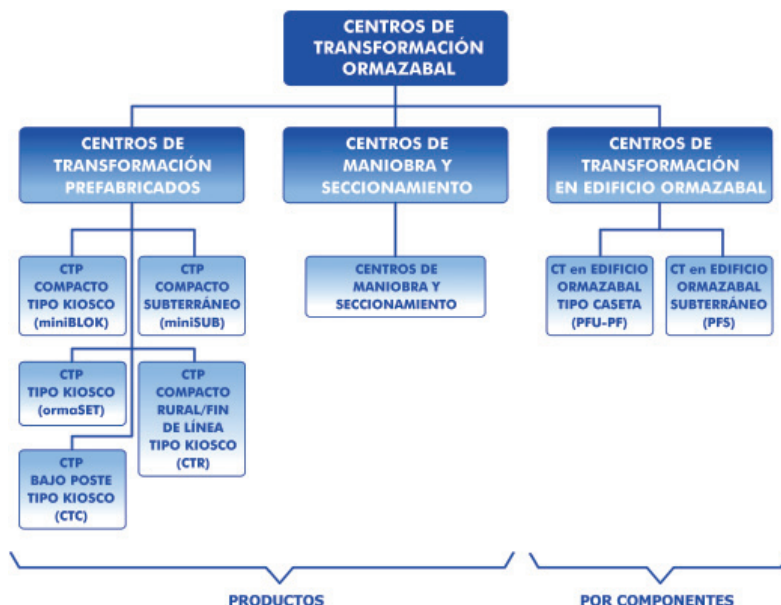 CENTROS DE
TRANSFORMACIÓN
ORMAZABAL
CENTROS DE
TRANSFORMACIÓN
PREFABRICADOS
CENTROS DE
MANIOBRA Y
SECCIONAMIENTO
CENTROS DE
TRANSFORMACIÓN
EN EDIFICIO ORMAZABAL
CTP
COMPACTO
TIPO KIOSCO
(miniBLOK)
CTP
COMPACTO
SUBTERRÁNEO
(miniSUB)
CENTROS DE
MANIOBRA Y
SECCIONAMIENTO
CT en EDIFICIO
ORMAZABAL
TIPO CASETA
(PFU-PF)
CT en EDIFICIO
ORMAZABAL
SUBTERRÁNEO
(PFS)
CTP
TIPO KIOSCO
(ormaSET)
CTP
COMPACTO
RURAL/FIN
DE LÍNEA
TIPO KIOSCO
(CTR)
CTP
BAJO POSTE
TIPO KIOSCO
(CTC)
PRODUCTOS
POR COMPONENTES